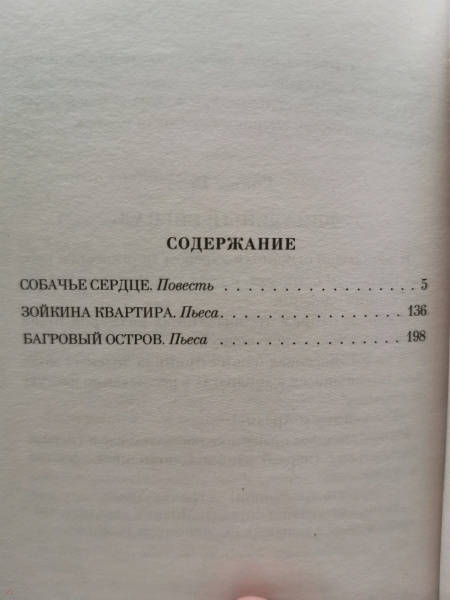 СОДЕРЖАНИЕ
СОБАЧЬЕ СЕРДЦЕ. Повесть . . . . . . . . . . . . . . . . 5
ЗОЙКИНА КВАРТИРА. Пьеса. . . . . . . . . . . . . . . 136
БАГРОВЫЙ ОСТРОВ. Пьеса . . . . . . . . . . . . . . . 198